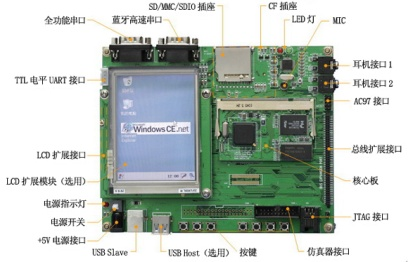 SD/MMC/SDIO 插座
CF 插座
蓝牙高速串口
LED 灯
全功能串口
MIC
耳机接口 1
TTL 电平 UART 接口
耳机接口 2
AC97 接口
WindowsCE.net
总线扩展接口
LCD 扩展接口
核心板
LCD 扩展模块（选用）
电源指示灯
JTAG 接口
电源开关
+5V 电源接口
仿真器接口
USB Slave
USB Host（选用）
按键